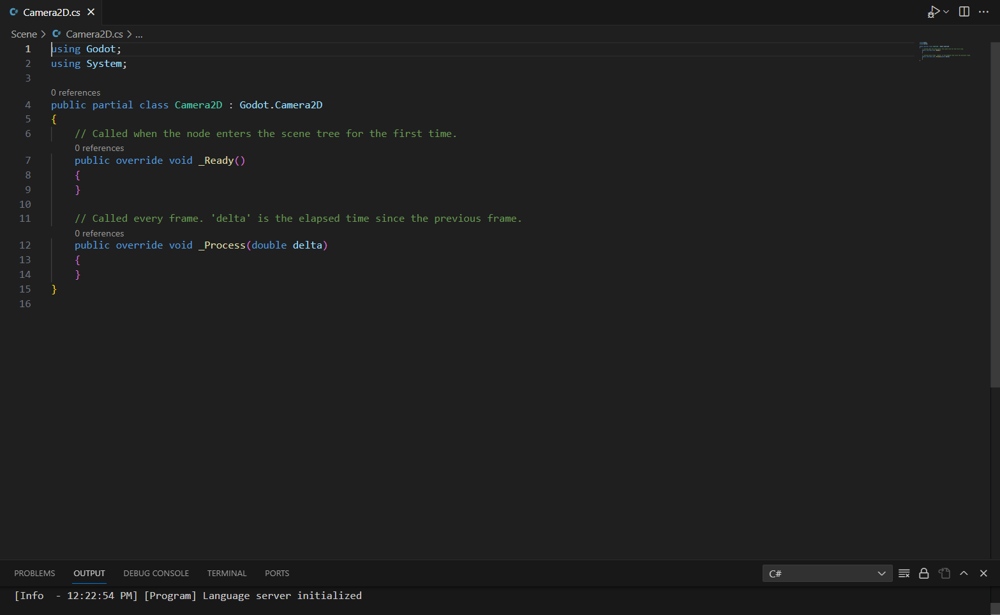 Camera2D.cs
Scene > Camera2D.cs > ...
1 using Godot;
2 using System;
3
0 references
4 public partial class Camera2D : Godot.Camera2D
5 {
6 // Called when the node enters the scene tree for the first time.
0 references
7 public override void _Ready()
8 {
9 }
10
11 // Called every frame. 'delta' is the elapsed time since the previous frame.
0 references
12 public override void _Process(double delta)
13 {
14 }
15 }
16
PROBLEMS OUTPUT DEBUG CONSOLE TERMINAL PORTS C#
[Info  - 12:22:54 PM] [Program] Language server initialized